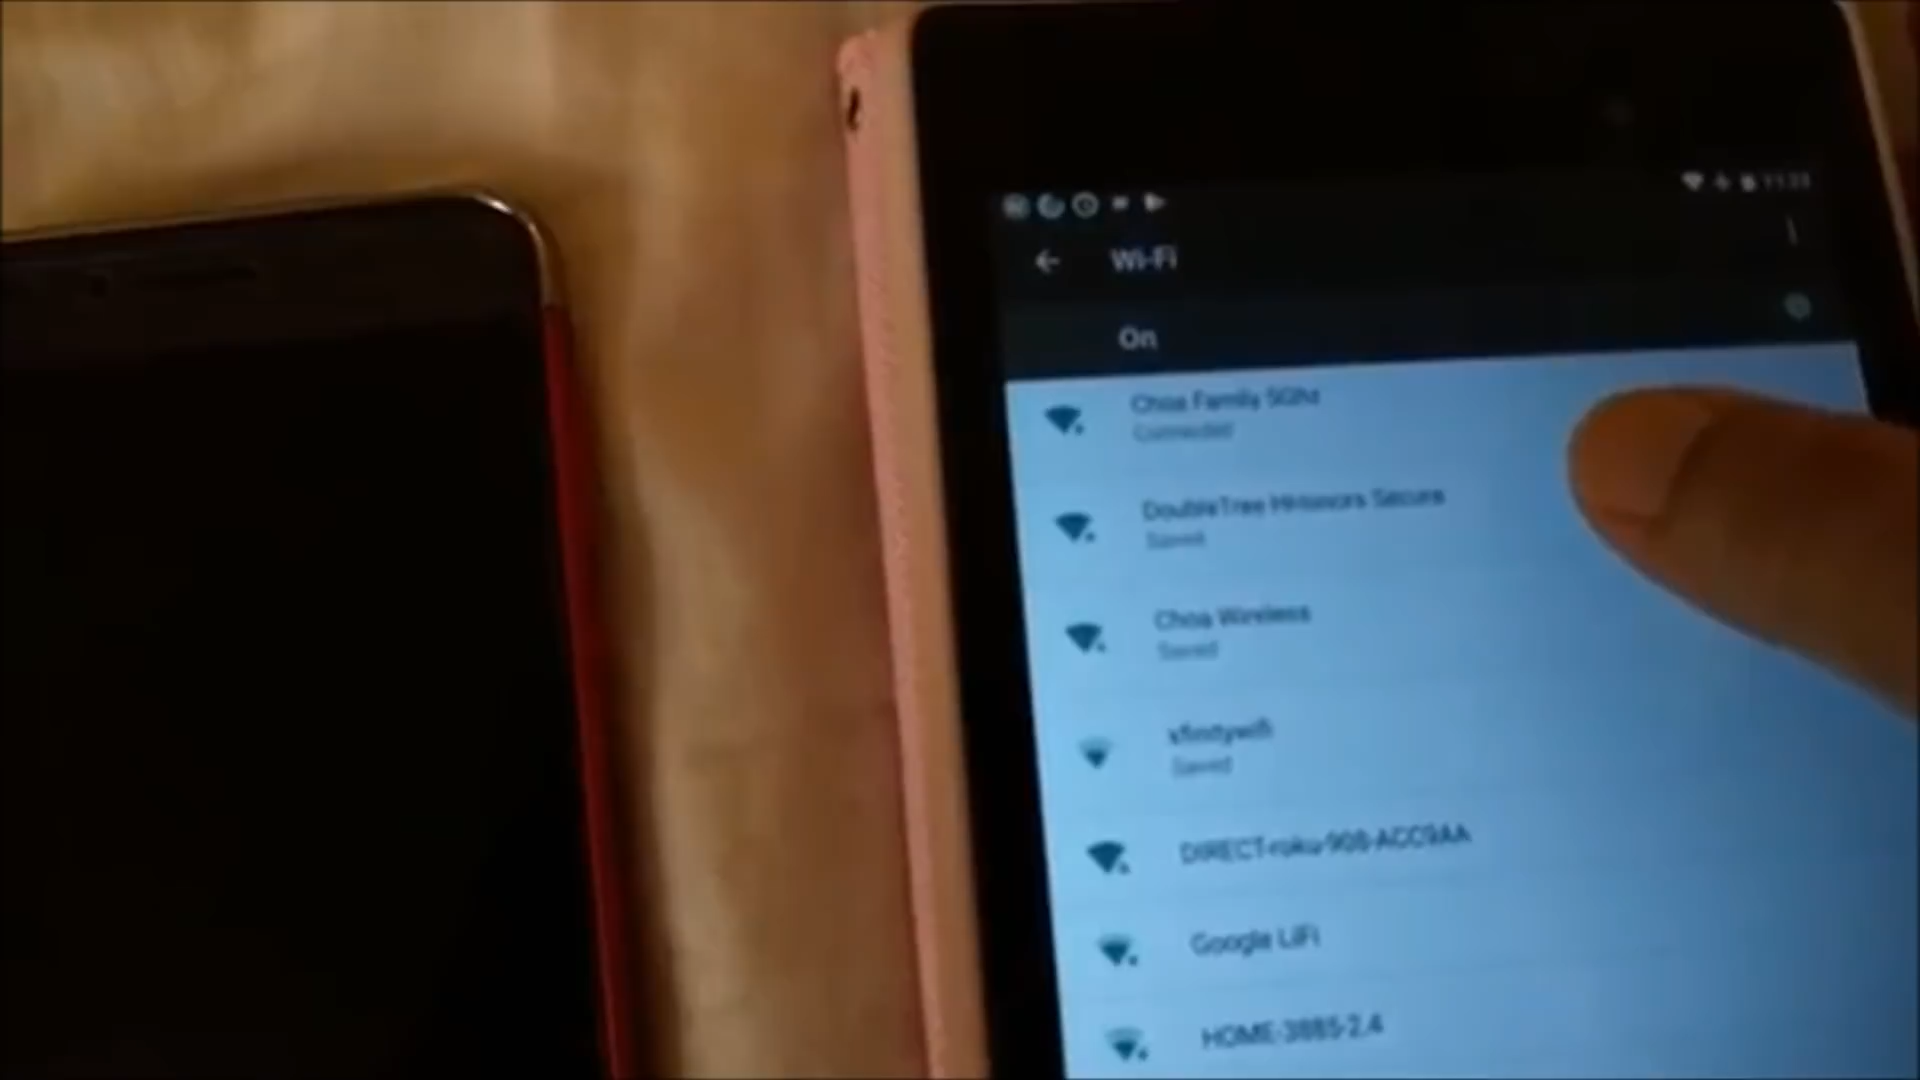 Wi-Fi
On
Choa Family 5Ghz
Connected
DoubleTree HHonors Secure
Saved
Choa Wireless
Saved
xfinitywifi
Saved
DIRECT-roku-908-ACC9AA
Google LiFi
HOME-3885-2.4